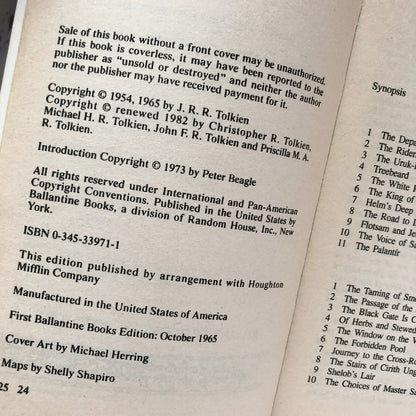 Sale of this book without a front cover may be unauthorized.
If this book is coverless, it may have been reported to the
publisher as "unsold or destroyed" and neither the author
nor the publisher may have received payment for it.
Copyright © 1954, 1965 by J. R. R. Tolkien
Copyright © renewed 1982 by Christopher R. Tolkien,
Michael H. R. Tolkien, John F. R. Tolkien and Priscilla M. A.
R. Tolkien.
Introduction Copyright © 1973 by Peter Beagle
All rights reserved under International and Pan-American
Copyright Conventions. Published in the United States by
Ballantine Books, a division of Random House, Inc., New
York.
ISBN 0-345-33971-1
This edition published by arrangement with Houghton
Mifflin Company
Manufactured in the United States of America
First Ballantine Books Edition: October 1965
Cover Art by Michael Herring
Maps by Shelly Shapiro
25 24
Synopsis
1 The Depa
2 The Rider
3 The Uruk-
4 Treebeard
5 The White
6 The King of
7 Helm's Deep
8 The Road to I
9 Flotsam and Je
10 The Voice of Sa
11 The Palantír
1 The Taming of Sm
2 The Passage of the
3 The Black Gate Is C
4 Of Herbs and Stewed
5 The Window on the W
6 The Forbidden Pool
7 Journey to the Cross-Ro
8 The Stairs of Cirith Ung
9 Shelob's Lair
10 The Choices of Master Sa